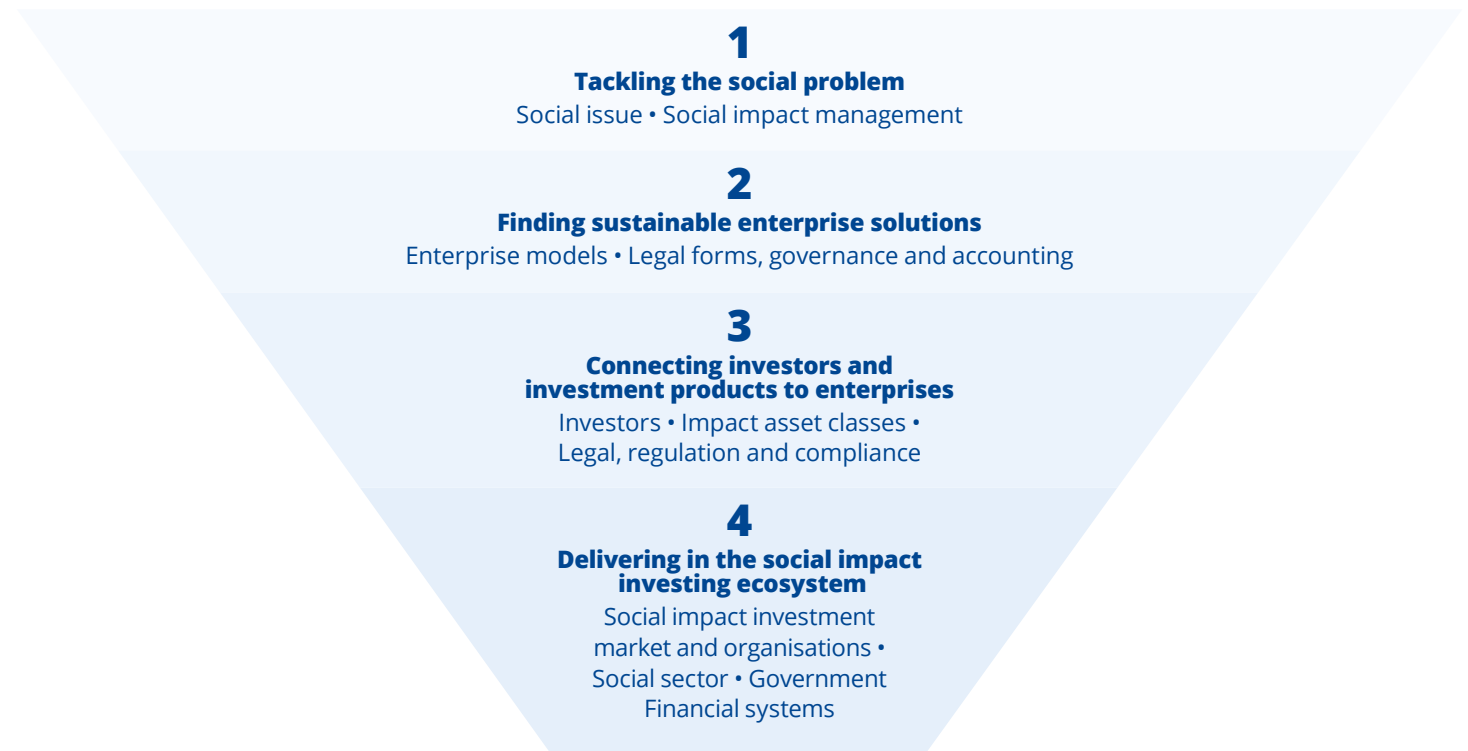 1
Tackling the social problem
Social issue • Social impact management
2
Finding sustainable enterprise solutions
Enterprise models • Legal forms, governance and accounting
3
Connecting investors and
investment products to enterprises
Investors • Impact asset classes •
Legal, regulation and compliance
4
Delivering in the social impact
investing ecosystem
Social impact investment
market and organisations •
Social sector • Government
Financial systems